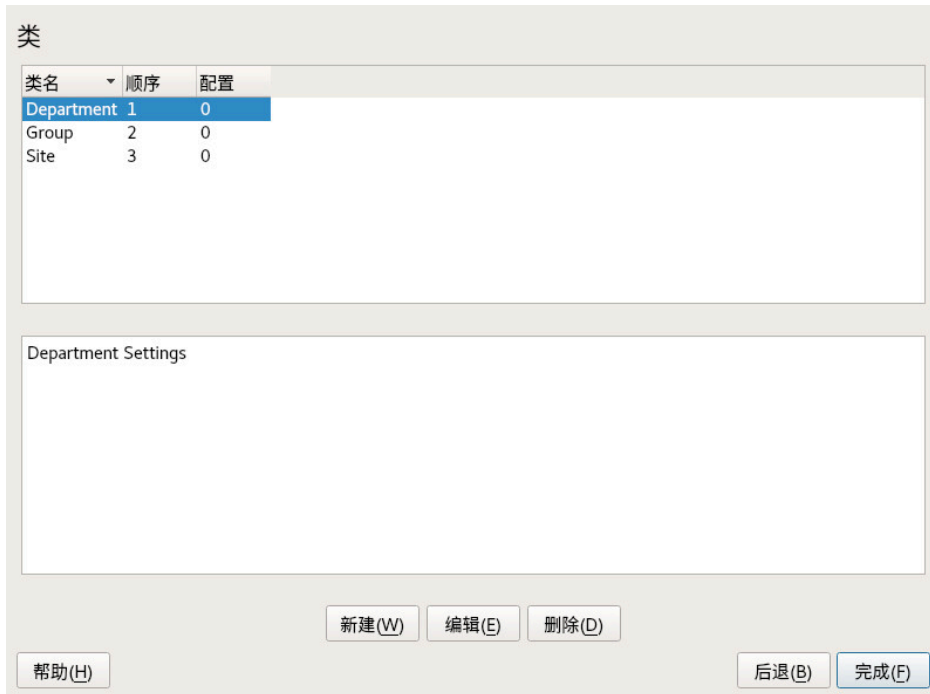 类
类名 顺序 配置
Department 1 0
Group 2 0
Site 3 0
Department Settings
新建(W) 编辑(E) 删除(D)
帮助(H) 后退(B) 完成(F)